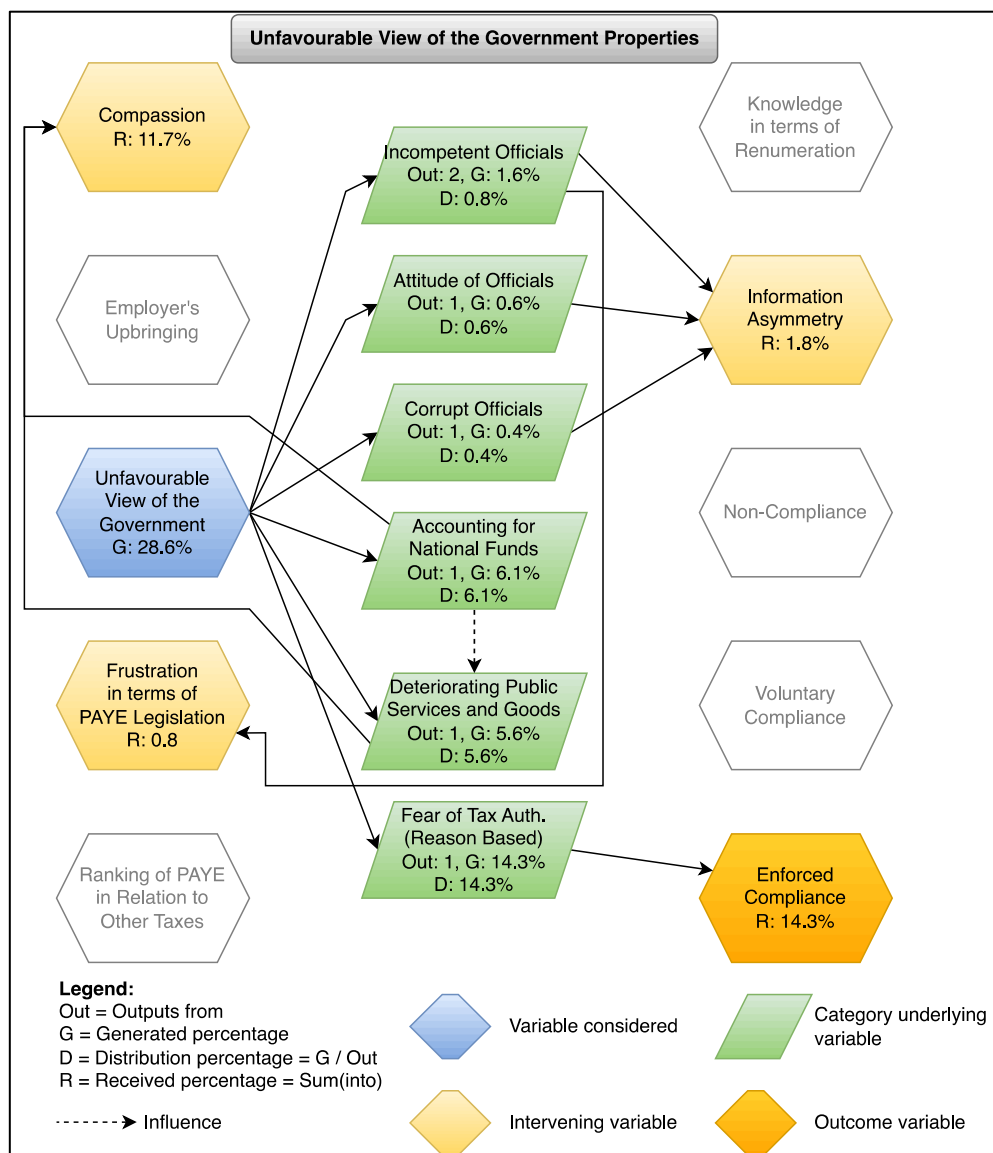 Unfavourable View of the Government Properties
Compassion
R: 11.7%
Employer's
Upbringing
Unfavourable
View of the
Government
G: 28.6%
Frustration
in terms of
PAYE Legislation
R: 0.8
Ranking of PAYE
in Relation to
Other Taxes
Incompetent Officials
Out: 2, G: 1.6%
D: 0.8%
Attitude of Officials
Out: 1, G: 0.6%
D: 0.6%
Corrupt Officials
Out: 1, G: 0.4%
D: 0.4%
Accounting for
National Funds
Out: 1, G: 6.1%
D: 6.1%
Deteriorating Public
Services and Goods
Out: 1, G: 5.6%
D: 5.6%
Fear of Tax Auth.
(Reason Based)
Out: 1, G: 14.3%
D: 14.3%
Knowledge
in terms of
Renumeration
Information
Asymmetry
R: 1.8%
Non-Compliance
Voluntary
Compliance
Enforced
Compliance
R: 14.3%
Legend:
Out = Outputs from
G = Generated percentage
D = Distribution percentage = G / Out
R = Received percentage = Sum(into)
Influence
Variable considered
Category underlying
variable
Intervening variable
Outcome variable